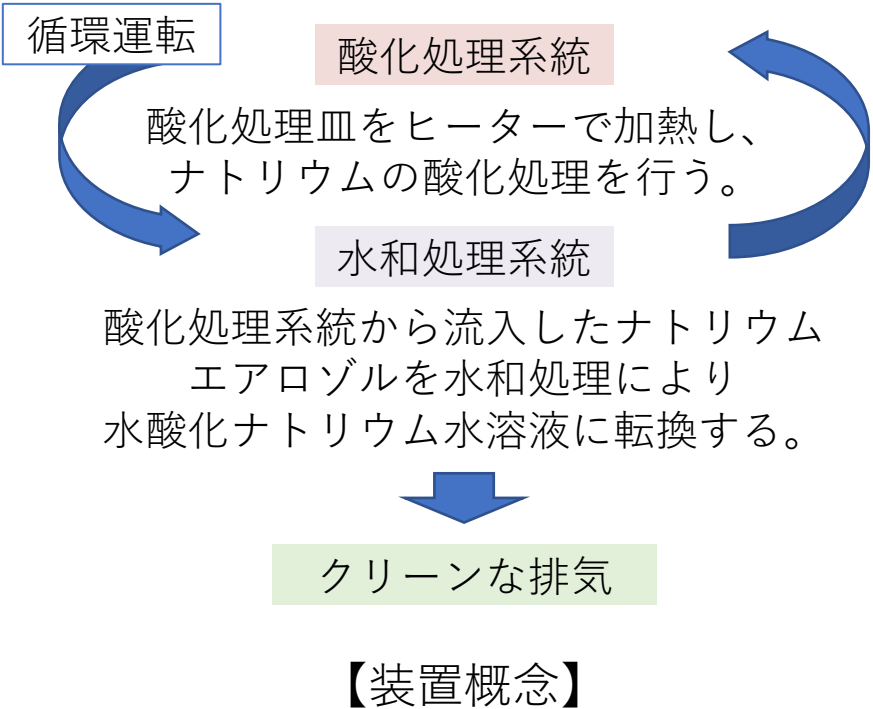 循環運転
酸化処理系統
酸化処理皿をヒーターで加熱し、
ナトリウムの酸化処理を行う。
水和処理系統
酸化処理系統から流入したナトリウム
エアロゾルを水和処理により
水酸化ナトリウム水溶液に転換する。
クリーンな排気
【装置概念】